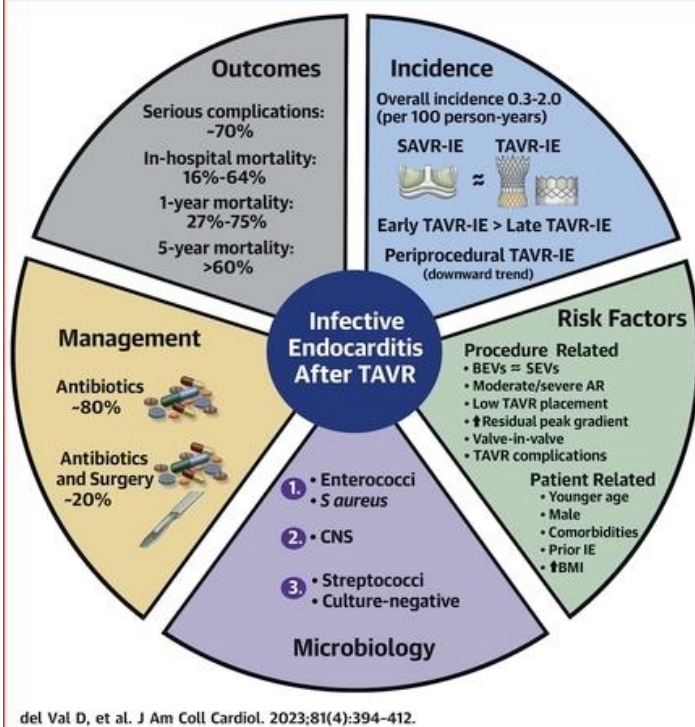 Outcomes
Serious complications:
~70%
In-hospital mortality:
16%-64%
1-year mortality:
27%-75%
5-year mortality:
>60%
Incidence
Overall incidence 0.3-2.0
(per 100 person-years)
SAVR-IE TAVR-IE
≈
Early TAVR-IE > Late TAVR-IE
Periprocedural TAVR-IE
(downward trend)
Risk Factors
Procedure Related
• BEVs ≈ SEVs
• Moderate/severe AR
• Low TAVR placement
• ⬆Residual peak gradient
• Valve-in-valve
• TAVR complications
Patient Related
• Younger age
• Male
• Comorbidities
• Prior IE
• ⬆BMI
1. • Enterococci
• S aureus
2. • CNS
3. • Streptococci
• Culture-negative
Microbiology
Management
Antibiotics
~80%
Antibiotics
and Surgery
~20%
Infective
Endocarditis
After TAVR
del Val D, et al. J Am Coll Cardiol. 2023;81(4):394-412.